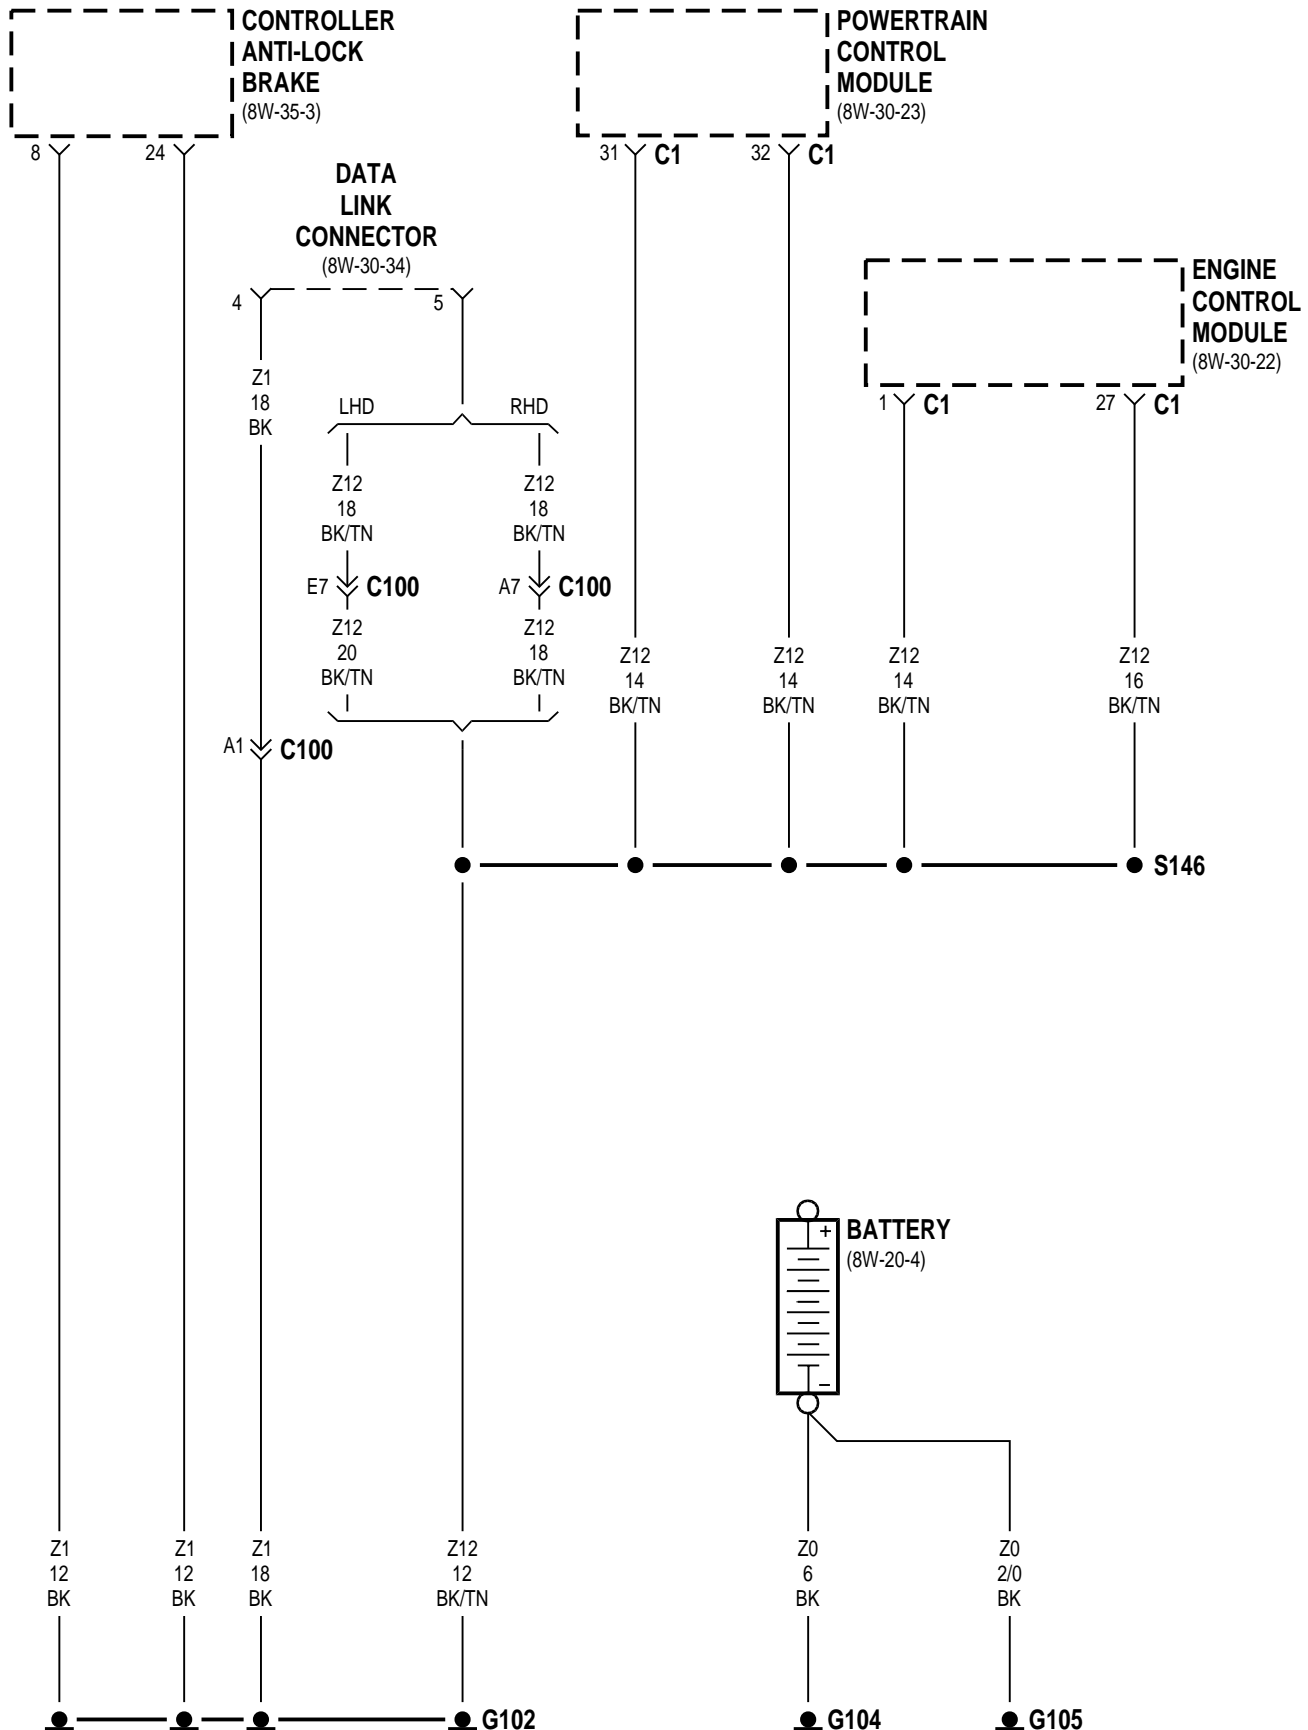 CONTROLLER
ANTI-LOCK
BRAKE
(8W-35-3)
POWERTRAIN
CONTROL
MODULE
(8W-30-23)
8
24
31
C1
32
C1
DATA
LINK
CONNECTOR
(8W-30-34)
4
5
ENGINE
CONTROL
MODULE
(8W-30-22)
1
C1
27
C1
Z1
18
BK
LHD
RHD
Z12
18
BK/TN
Z12
18
BK/TN
E7
C100
A7
C100
Z12
20
BK/TN
Z12
18
BK/TN
Z12
14
BK/TN
Z12
14
BK/TN
Z12
14
BK/TN
Z12
16
BK/TN
A1
C100
S146
+
BATTERY
(8W-20-4)
–
Z1
12
BK
Z1
12
BK
Z1
18
BK
Z12
12
BK/TN
Z0
6
BK
Z0
2/0
BK
G102
G104
G105